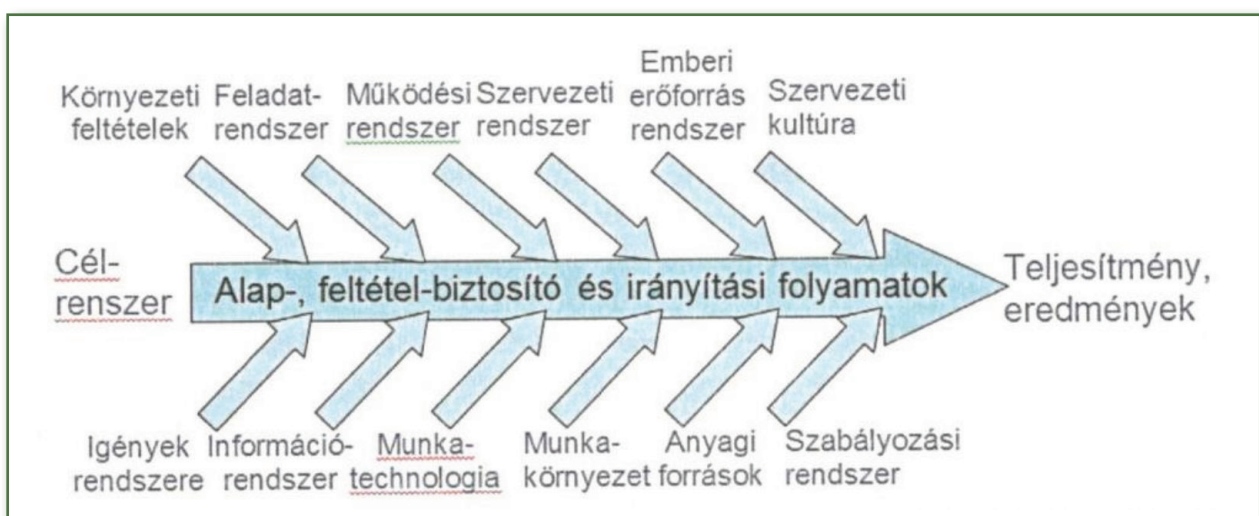 Környezeti
feltételek
Feladat-
rendszer
Működési
rendszer
Szervezeti
rendszer
Emberi
erőforrás
rendszer
Szervezeti
kultúra
Cél-
renszer
Alap-, feltétel-biztosító és irányítási folyamatok
Teljesítmény,
eredmények
Igények
rendszere
Információ-
rendszer
Munka-
technologia
Munka-
környezet
Anyagi
források
Szabályozási
rendszer